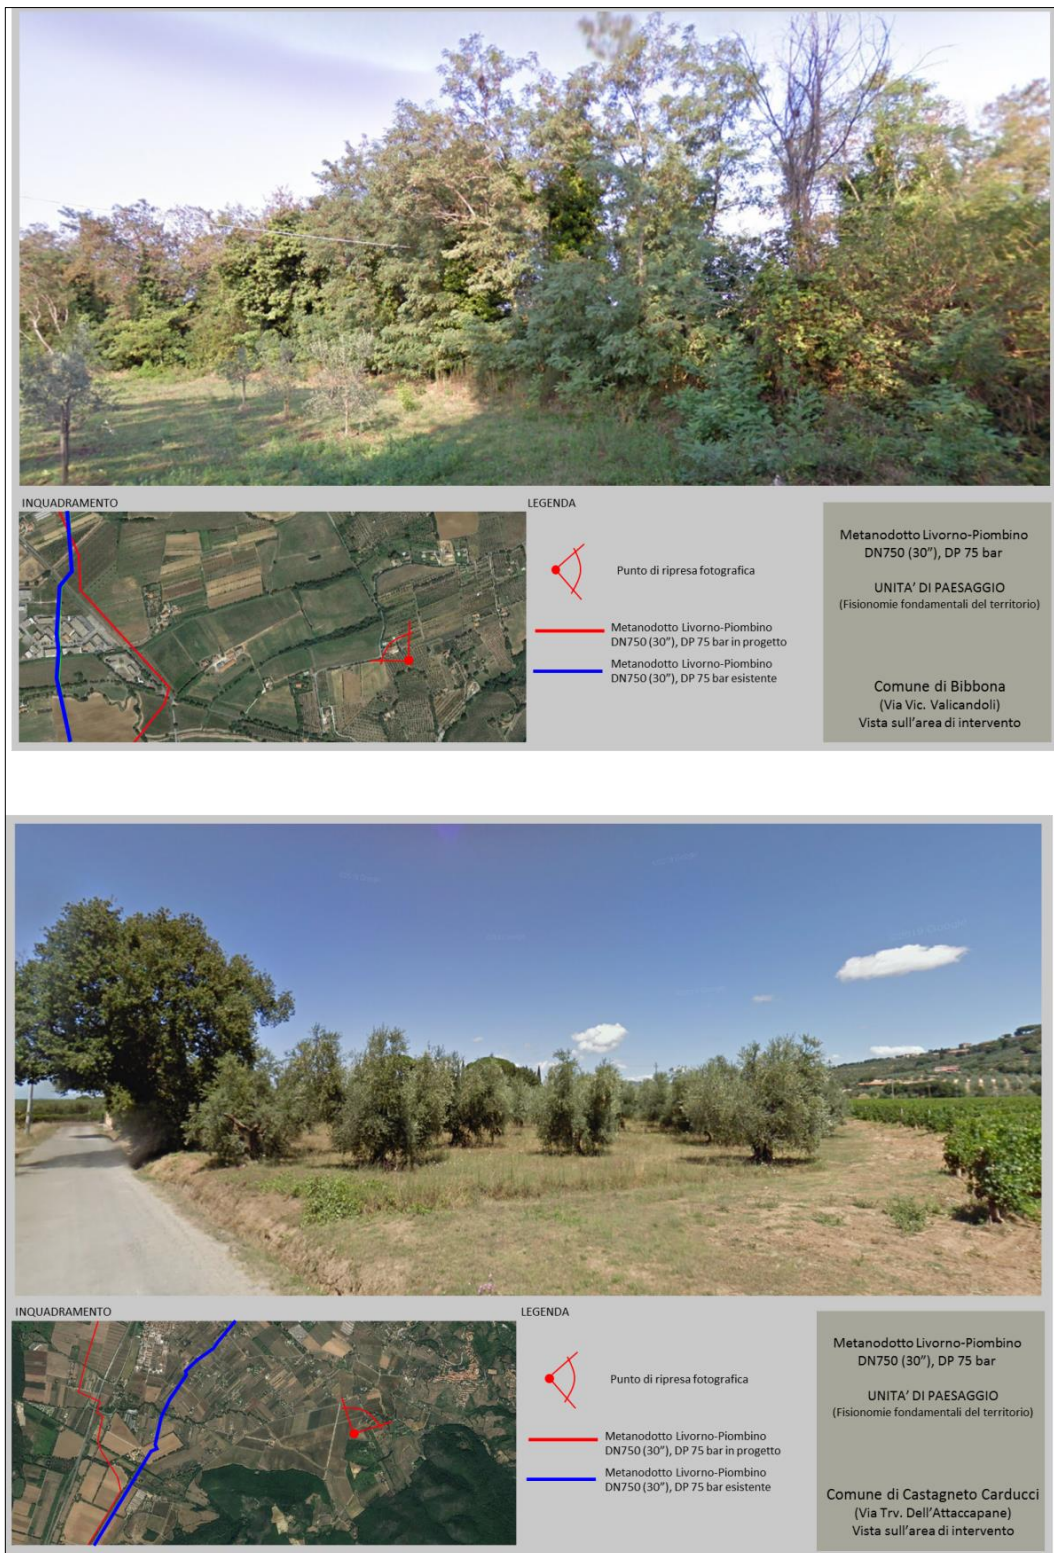 INQUADRAMENTO
LEGENDA
Punto di ripresa fotografica
Metanodotto Livorno-Piombino
DN750 (30”), DP 75 bar in progetto
Metanodotto Livorno-Piombino
DN750 (30”), DP 75 bar esistente
Metanodotto Livorno-Piombino
DN750 (30”), DP 75 bar
UNITA’ DI PAESAGGIO
(Fisionomie fondamentali del territorio)
Comune di Bibbona
(Via Vic. Valicandoli)
Vista sull’area di intervento
INQUADRAMENTO
LEGENDA
Punto di ripresa fotografica
Metanodotto Livorno-Piombino
DN750 (30”), DP 75 bar in progetto
Metanodotto Livorno-Piombino
DN750 (30”), DP 75 bar esistente
Metanodotto Livorno-Piombino
DN750 (30”), DP 75 bar
UNITA’ DI PAESAGGIO
(Fisionomie fondamentali del territorio)
Comune di Castagneto Carducci
(Via Trv. Dell’Attaccapane)
Vista sull’area di intervento